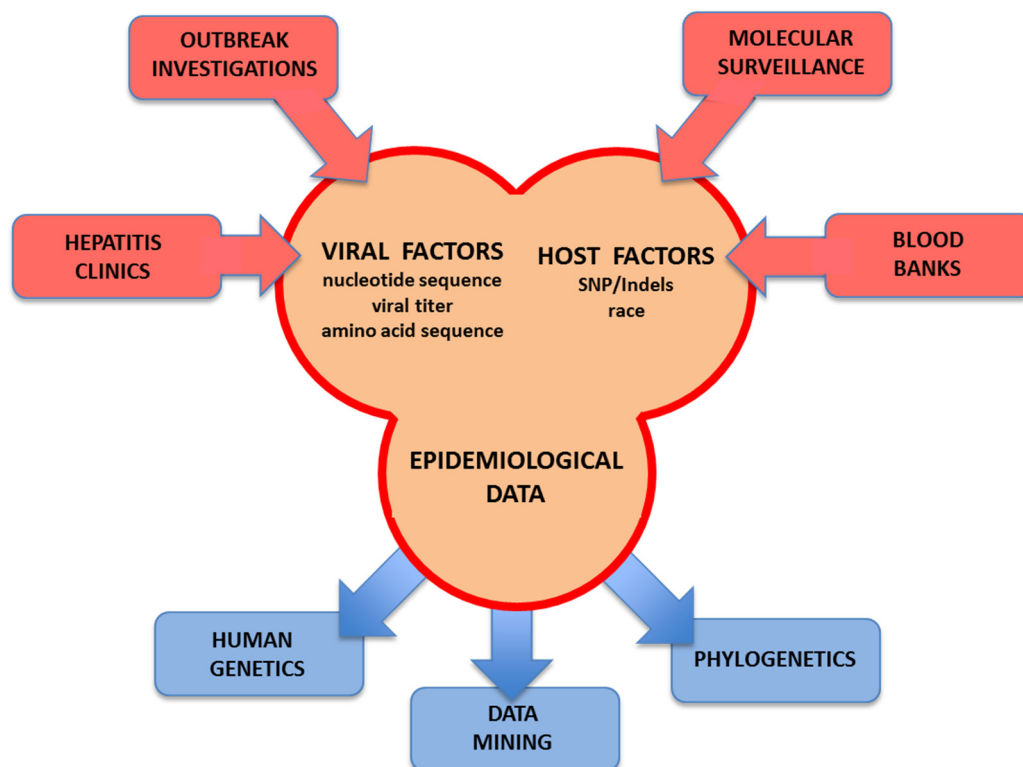 OUTBREAK
INVESTIGATIONS
MOLECULAR
SURVEILLANCE
HEPATITIS
CLINICS
VIRAL FACTORS
nucleotide sequence
viral titer
amino acid sequence
HOST FACTORS
SNP/Indels
race
BLOOD
BANKS
EPIDEMIOLOGICAL
DATA
HUMAN
GENETICS
DATA
MINING
PHYLOGENETICS